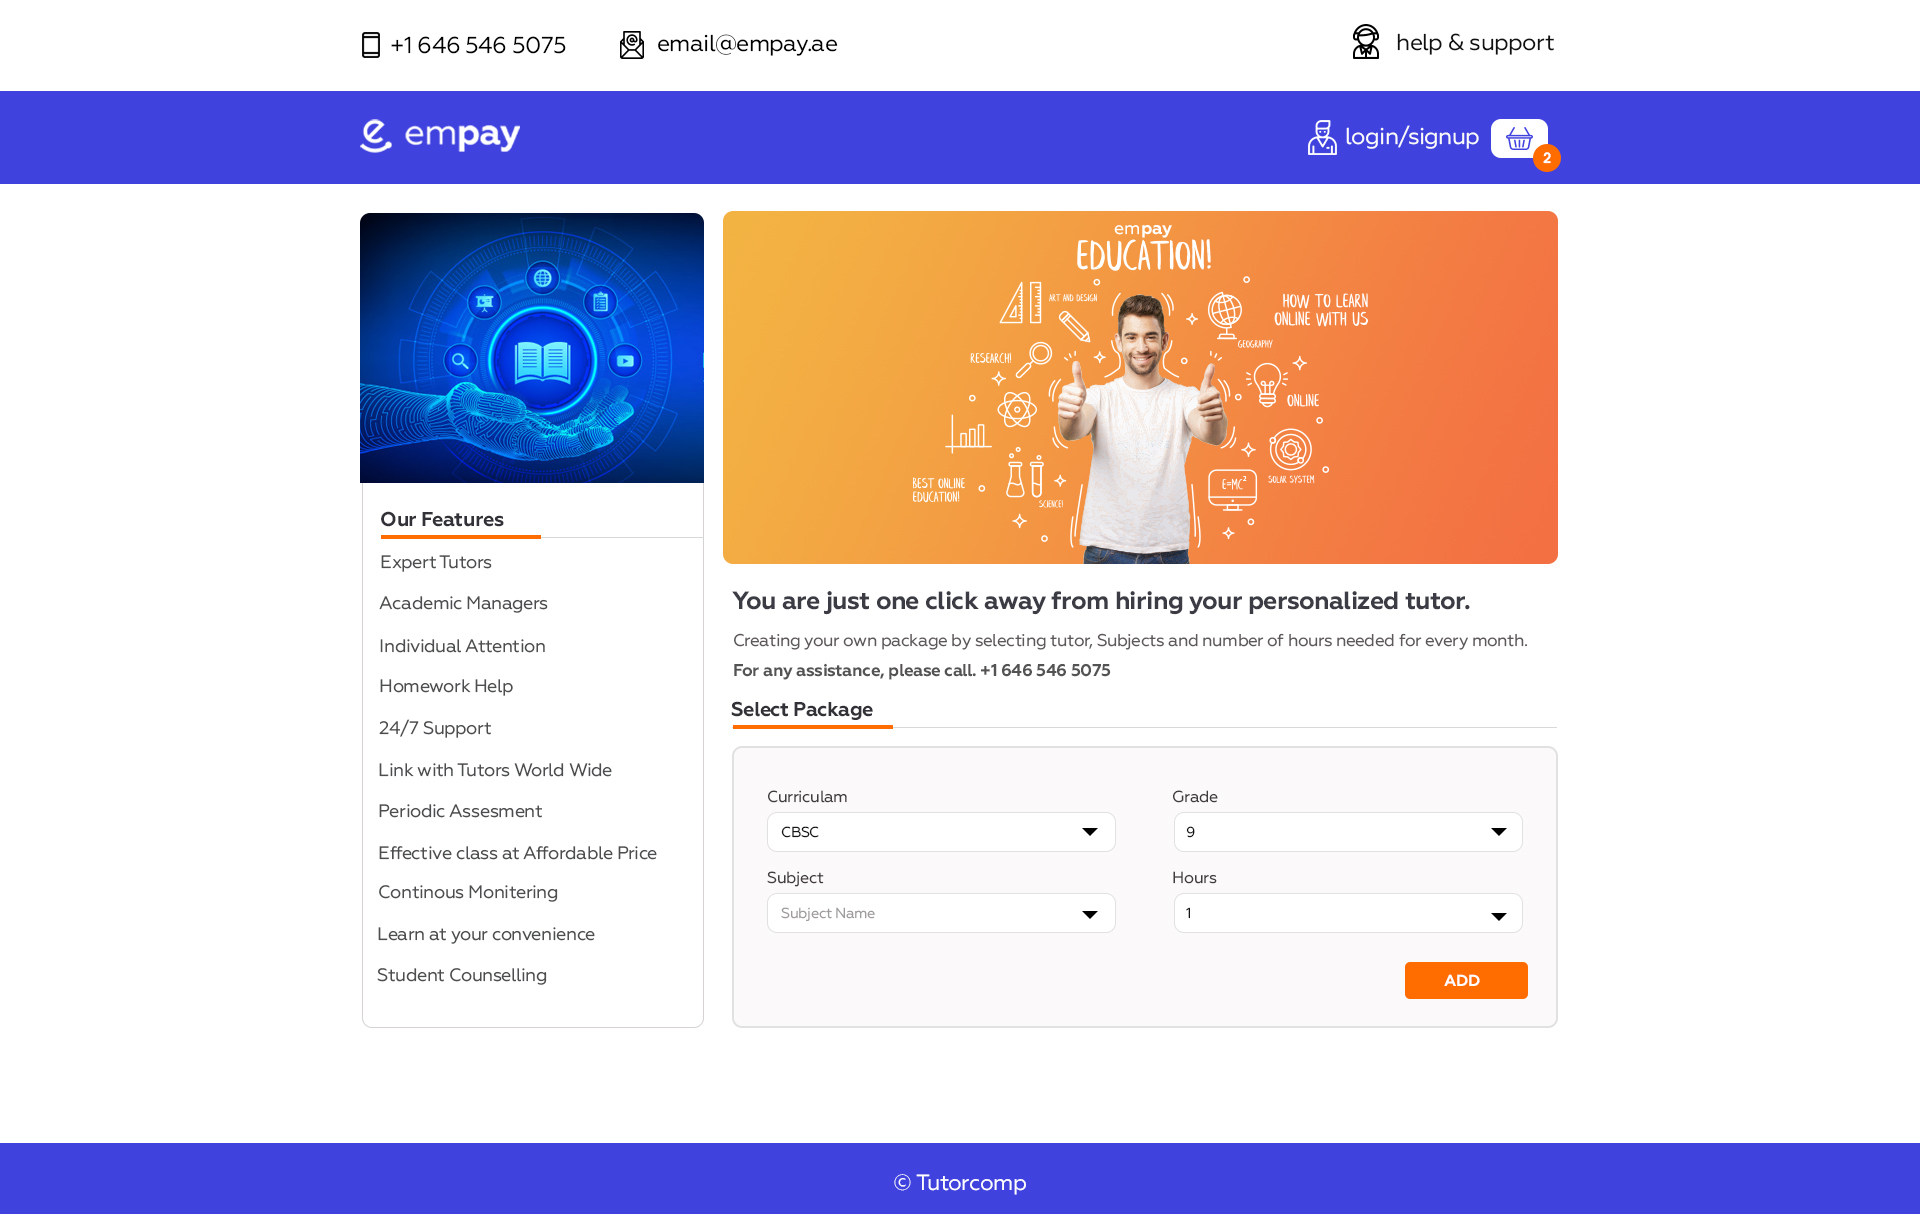 +1 646 546 5075
email@empay.ae
help & support
empay
login/signup
2
empay
EDUCATION!
ART AND DESIGN
HOW TO LEARN
ONLINE WITH US
GEOGRAPHY
RESEARCH!
ONLINE
BEST ONLINE
EDUCATION!
SCIENCE!
E=MC²
SOLAR SYSTEM
Our Features
Expert Tutors
Academic Managers
Individual Attention
Homework Help
24/7 Support
Link with Tutors World Wide
Periodic Assesment
Effective class at Affordable Price
Continous Monitering
Learn at your convenience
Student Counselling
You are just one click away from hiring your personalized tutor.
Creating your own package by selecting tutor, Subjects and number of hours needed for every month.
For any assistance, please call. +1 646 546 5075
Select Package
Curriculam
Grade
CBSC
9
Subject
Hours
Subject Name
1
ADD
© Tutorcomp